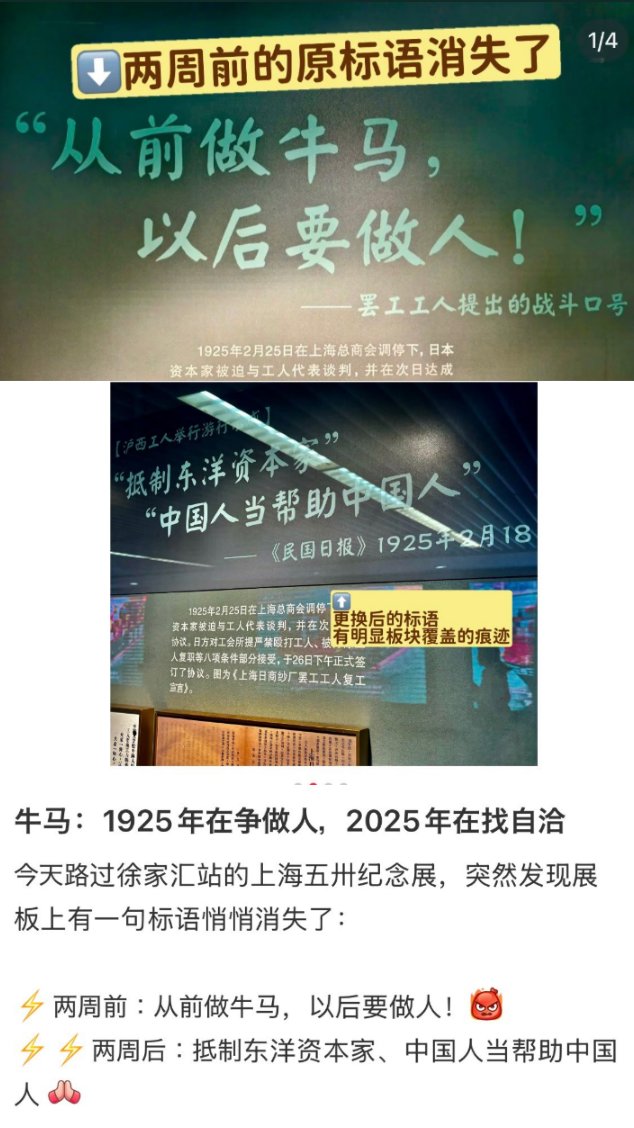 两周前的原标语消失了
1/4
“从前做牛马，
以后要做人！”
——罢工工人提出的战斗口号
1925年2月25日在上海总商会调停下，日本
资本家被迫与工人代表谈判，并在次日达成
【沪西工人举行游行
“抵制东洋资本家”
“中国人当帮助中国人”
——《民国日报》1925年2月18
1925年2月25日在上海总商会调停下
本家被迫与工人代表谈判，并在次
协议。日方对工会所提严禁殴打工人、被
人复职等八项条件部分接受，于26日下午正式签
订了协议。图为《上海日商纱厂罢工工人复工
宣言》。
更换后的标语
有明显板块覆盖的痕迹
牛马：1925年在争做人，2025年在找自洽
今天路过徐家汇站的上海五卅纪念展，突然发现展
板上有一句标语悄悄消失了：
⚡两周前：从前做牛马，以后要做人！👹
⚡⚡两周后：抵制东洋资本家、中国人当帮助中国
人🙏